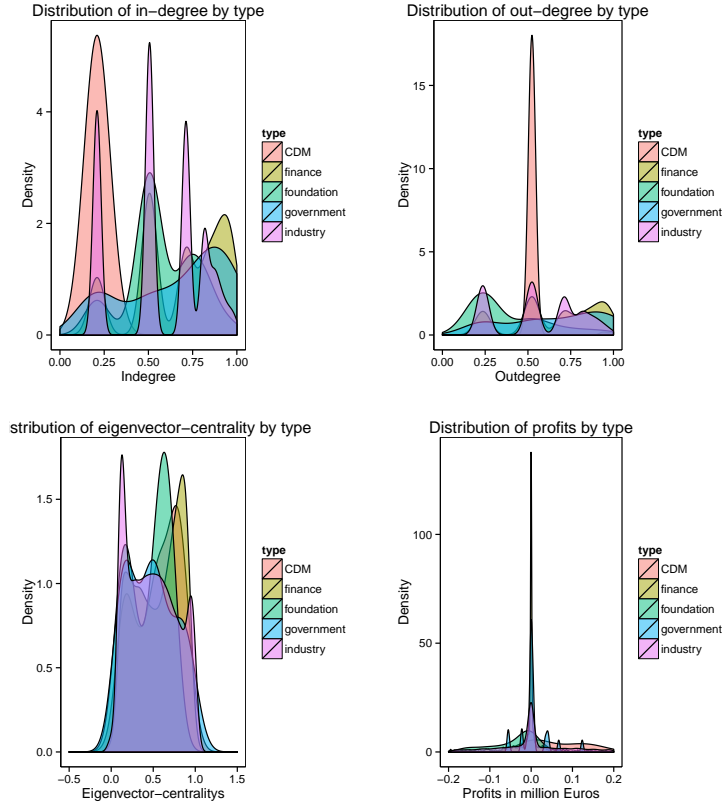 Distribution of in−degree by type
Density
4
2
0
0.00 0.25 0.50 0.75 1.00
Indegree
type
CDM
finance
foundation
government
industry
Distribution of out−degree by type
Density
15
10
5
0
0.00 0.25 0.50 0.75 1.00
Outdegree
type
CDM
finance
foundation
government
industry
stribution of eigenvector−centrality by type
Density
1.5
1.0
0.5
0.0
−0.5 0.0 0.5 1.0 1.5
Eigenvector−centralitys
type
CDM
finance
foundation
government
industry
Distribution of profits by type
Density
100
50
0
−0.2 −0.1 0.0 0.1 0.2
Profits in million Euros
type
CDM
finance
foundation
government
industry